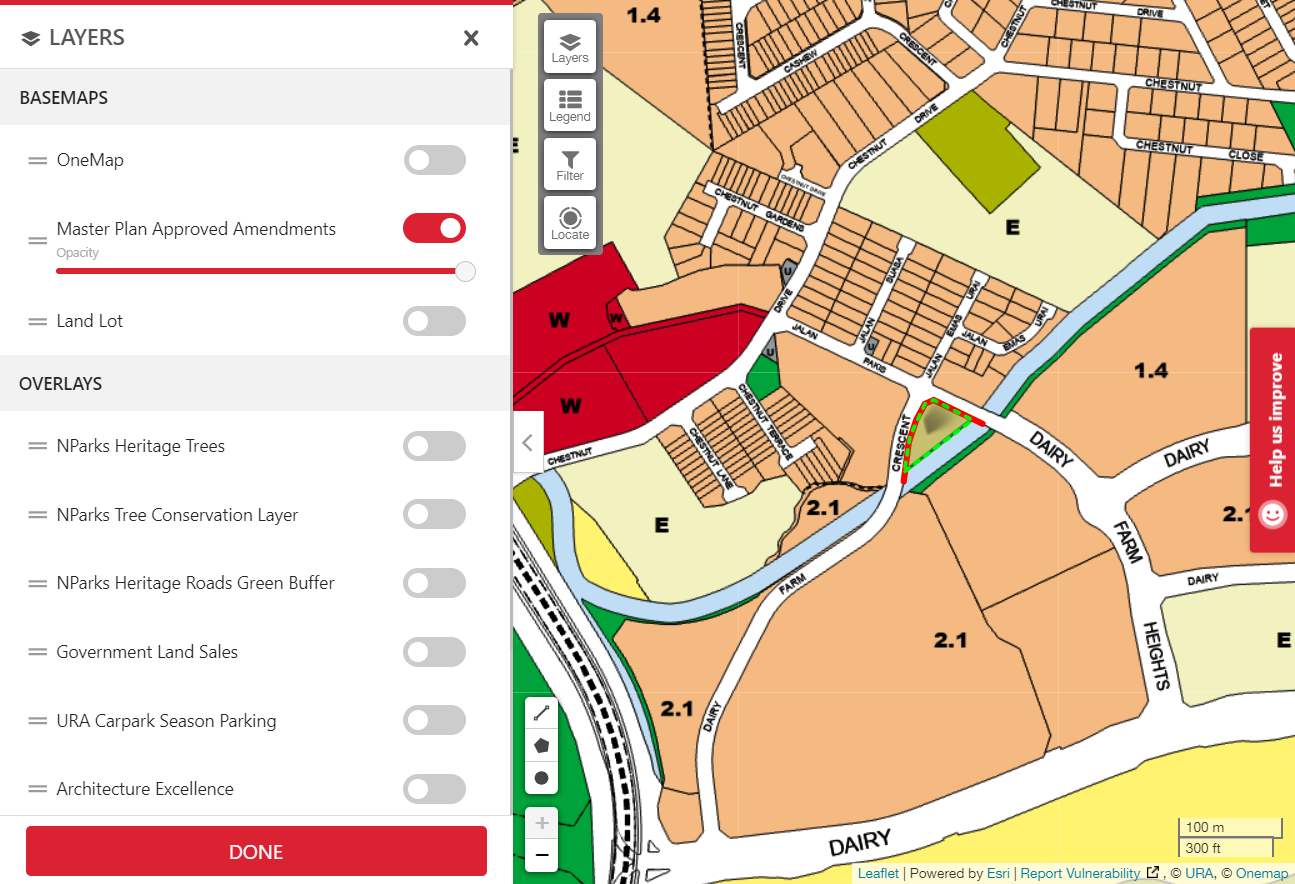 LAYERS
BASEMAPS
OneMap
Master Plan Approved Amendments
Opacity
Land Lot
OVERLAYS
NParks Heritage Trees
NParks Tree Conservation Layer
NParks Heritage Roads Green Buffer
Government Land Sales
URA Carpark Season Parking
Architecture Excellence
DONE
Layers
Legend
Filter
Locate
1.4
CRESCENT
CASHEW
CRESCENT
CHESTNUT
CHESTNUT
DRIVE
CHESTNUT
CHESTNUT
CLOSE
CHESTNUT
DRIVE
CHESTNUT DRIVE
CHESTNUT
GARDENS
E
E
U
DRIVE
JALAN
SUASA
JALAN
EMAS
URAI
JALAN
EMAS
URAI
U
U
PAKIS
W
W
W
1.4
CHESTNUT
CHESTNUT TERRACE
CHESTNUT LANE
CRESCENT
DAIRY
DAIRY
E
2.1
2.1
FARM
FARM
DAIRY
HEIGHTS
2.1
E
2.1
DAIRY
DAIRY
Help us improve
100 m
300 ft
Leaflet | Powered by Esri | Report Vulnerability , © URA, © Onemap